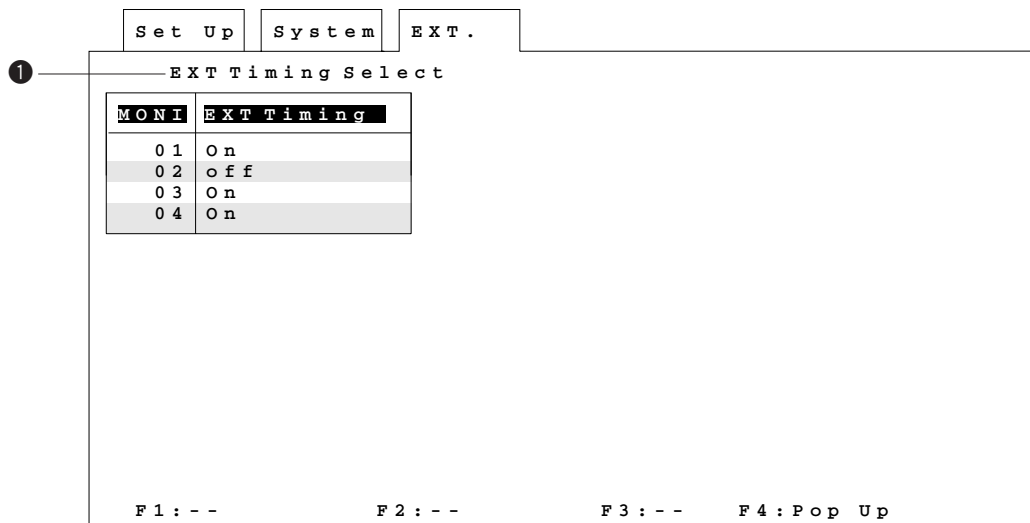 Set Up System EXT.
❶ EXT Timing Select
MONI EXT Timing
01 On
02 off
03 On
04 On
F1:-- F2:-- F3:-- F4:Pop Up